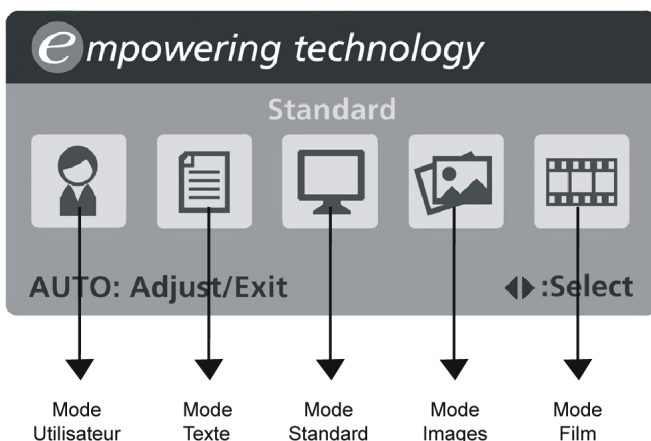 empowering technology
Standard
AUTO: Adjust/Exit :Select
Mode Mode Mode Mode Mode
Utilisateur Texte Standard Images Film